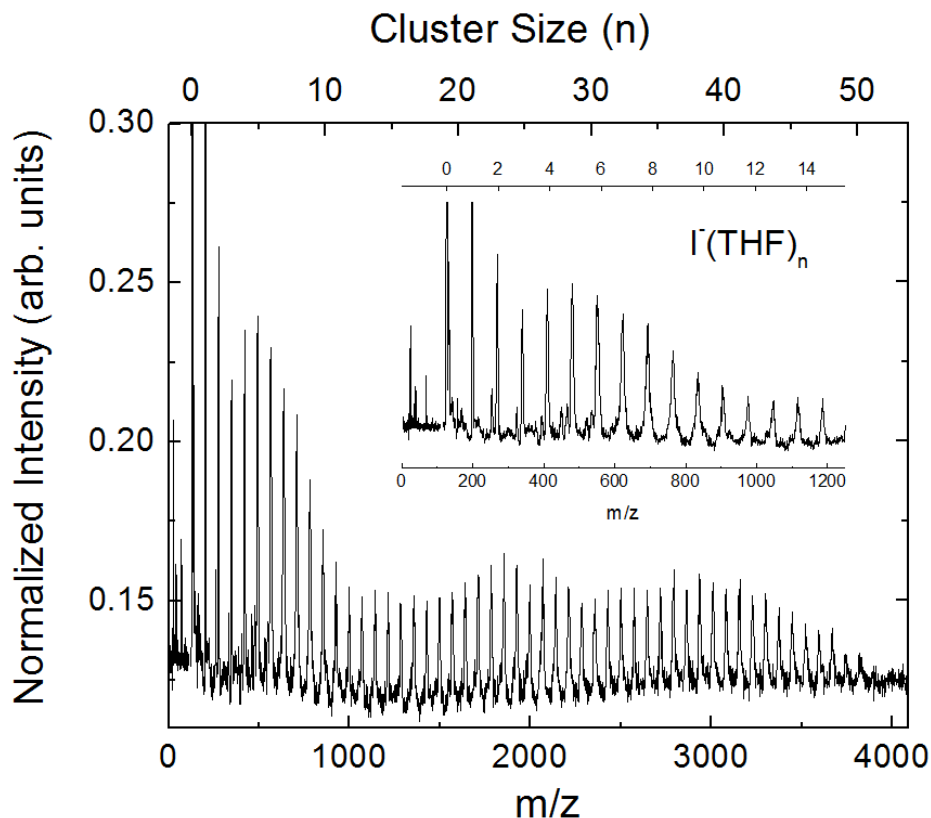 Cluster Size (n)
0 10 20 30 40 50
Normalized Intensity (arb. units)
0.30
0.25
0.20
0.15
0 2 4 6 8 10 12 14
I⁻(THF)ₙ
0 200 400 600 800 1000 1200
m/z
0 1000 2000 3000 4000
m/z